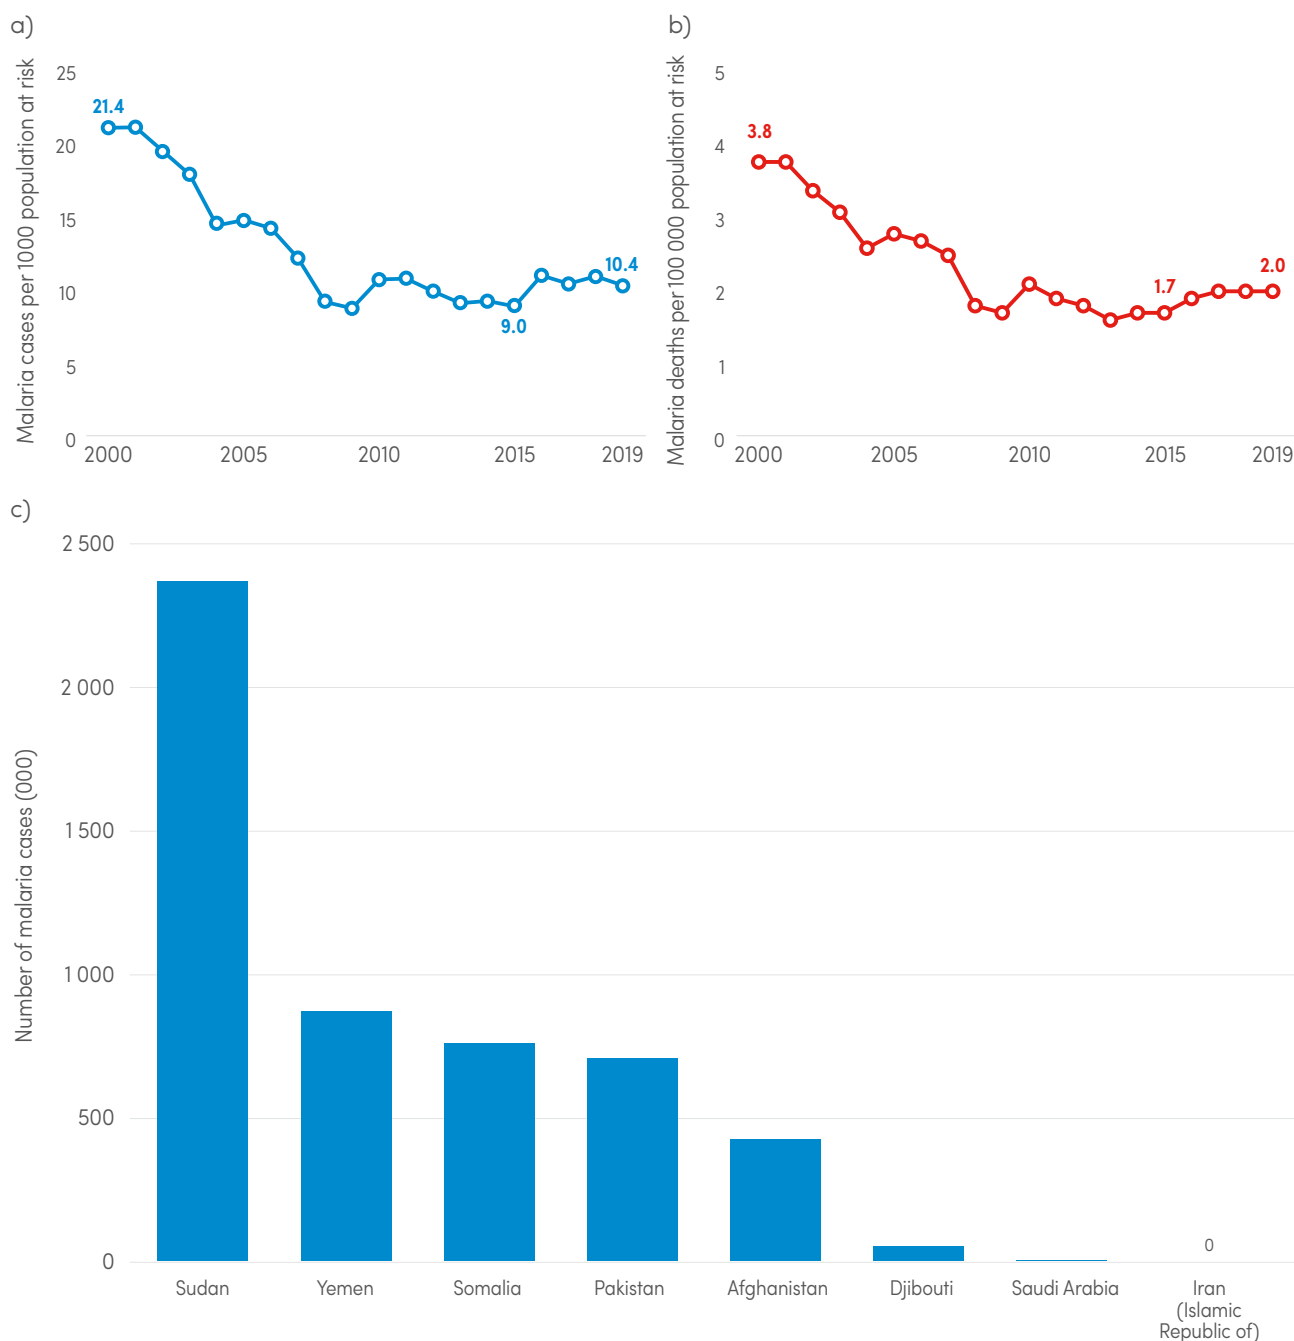 a)
Malaria cases per 1000 population at risk
25
20
15
10
5
0
21.4
9.0
10.4
2000
2005
2010
2015
2019
b)
Malaria deaths per 100 000 population at risk
5
4
3
2
1
0
3.8
1.7
2.0
2000
2005
2010
2015
2019
c)
Number of malaria cases (000)
2 500
2 000
1 500
1 000
500
0
0
Sudan
Yemen
Somalia
Pakistan
Afghanistan
Djibouti
Saudi Arabia
Iran
(Islamic
Republic of)